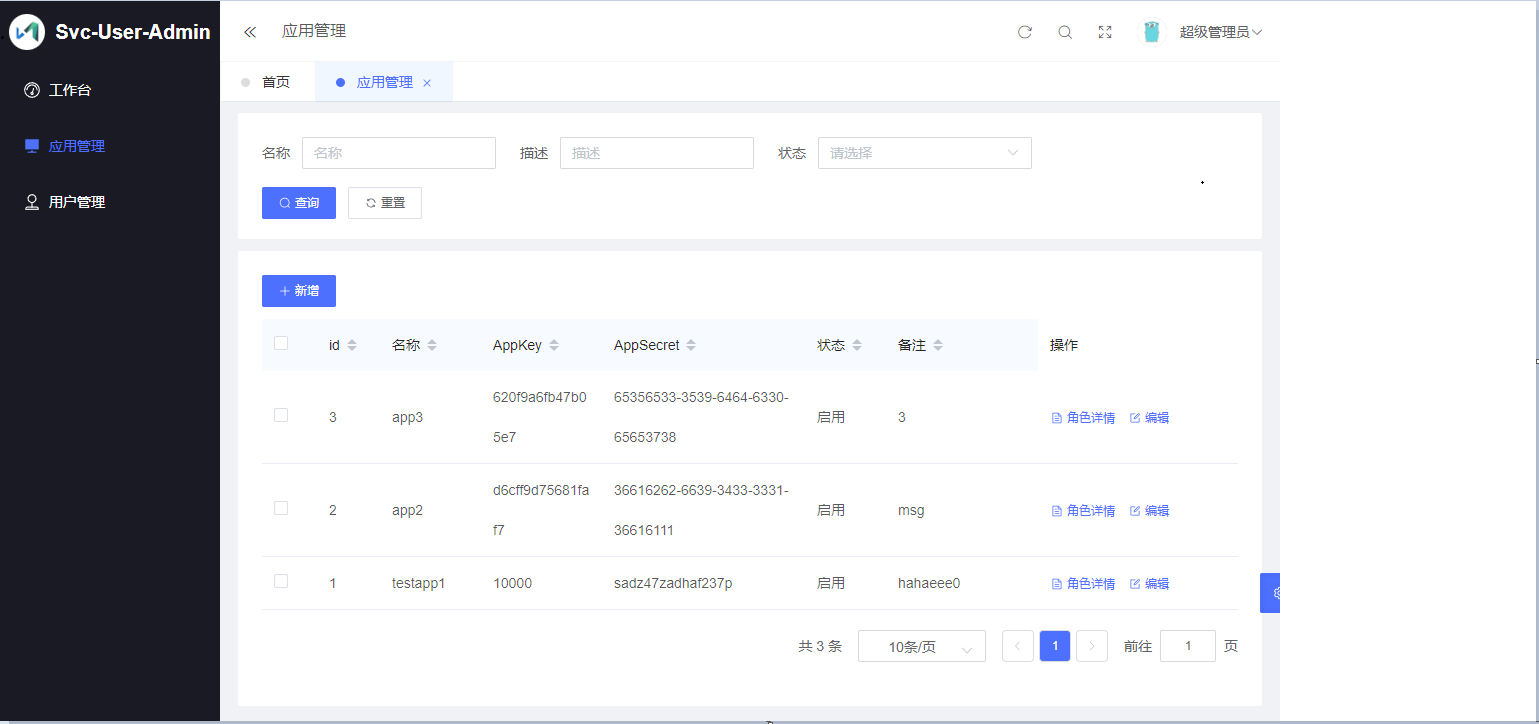 Svc-User-Admin
应用管理
超级管理员
工作台
应用管理
用户管理
首页
应用管理
名称 名称 描述 描述 状态 请选择
查询 重置
新增
id 名称 AppKey AppSecret 状态 备注 操作
3 app3 620f9a6fb47b0 65356533-3539-6464-6330- 启用 3 角色详情 编辑
5e7 65653738
2 app2 d6cff9d75681fa 36616262-6639-3433-3331- 启用 msg 角色详情 编辑
f7 36616111
1 testapp1 10000 sadz47zadhaf237p 启用 hahaeee0 角色详情 编辑
共 3 条 10条/页 1 前往 1 页